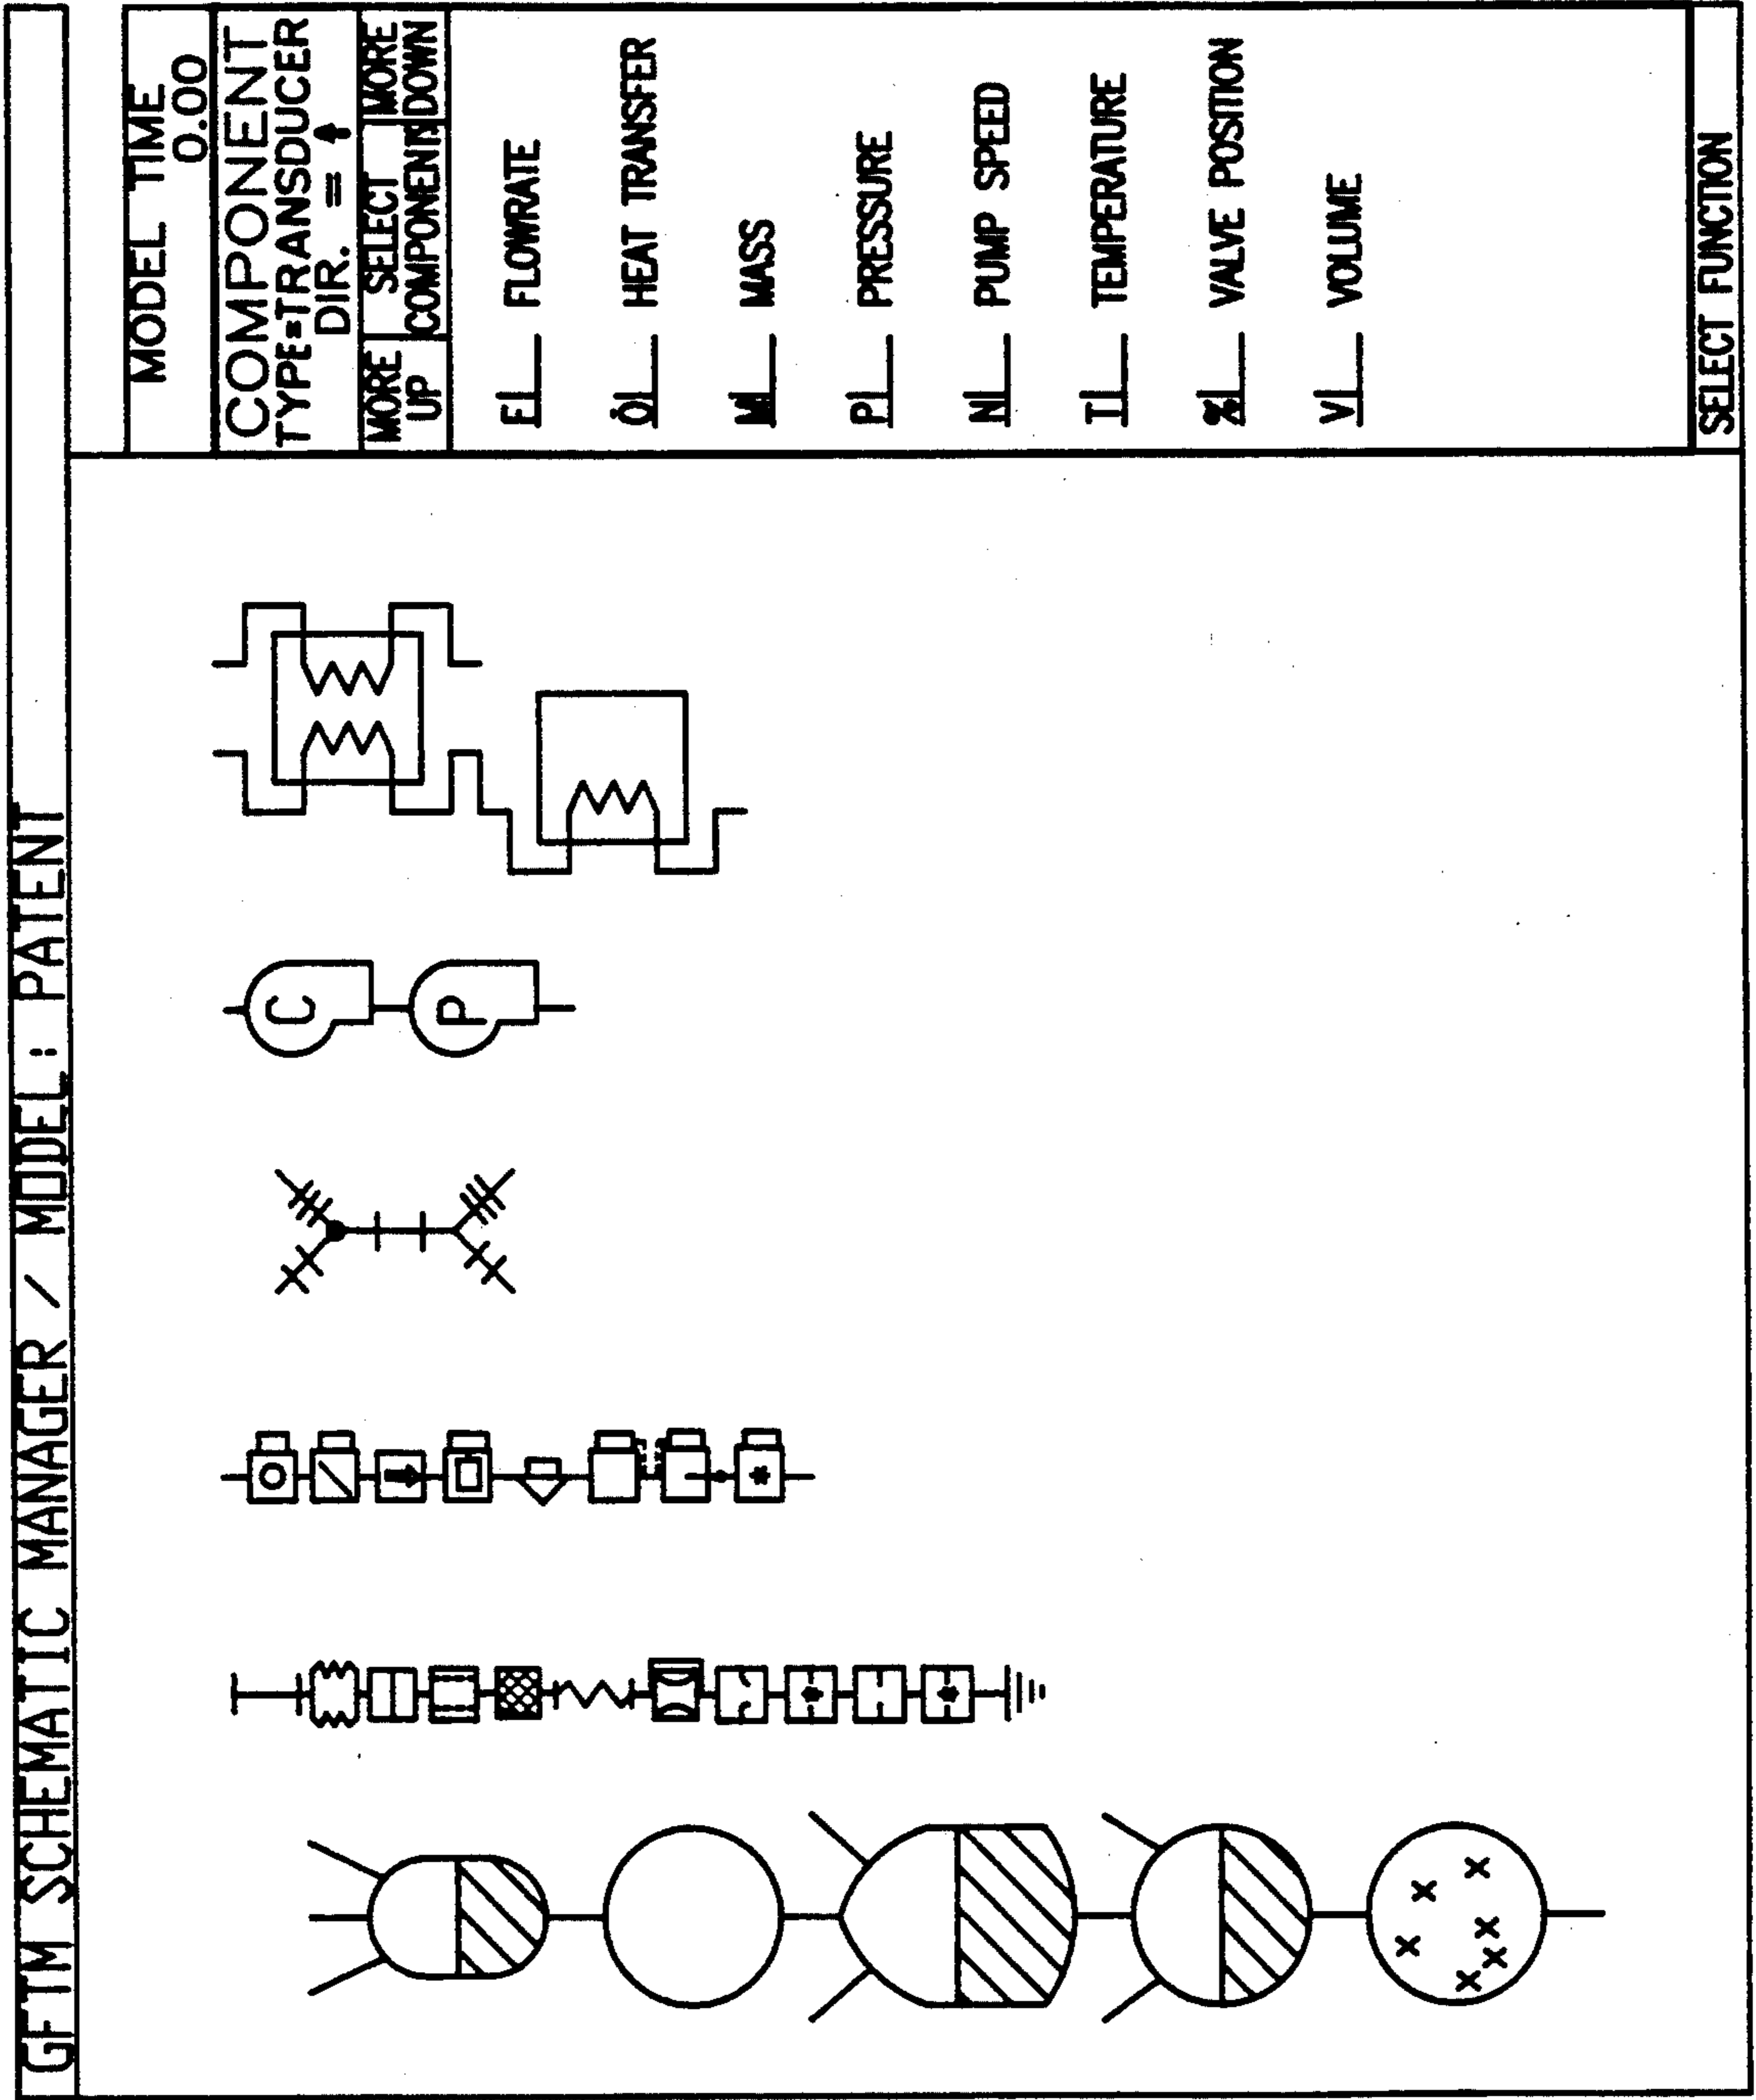 GFTM SCHEMATIC MANAGER / MODEL: PATENT
MODEL TIME
0.00
COMPONENT
TYPE=TRANSDUCER
DIR. = ↑
MORE UP
SELECT COMPONENT
MORE DOWN
F FLOWRATE
Q̇ HEAT TRANSFER
M MASS
P PRESSURE
N PUMP SPEED
T TEMPERATURE
% VALVE POSITION
V VOLUME
SELECT FUNCTION
C
P